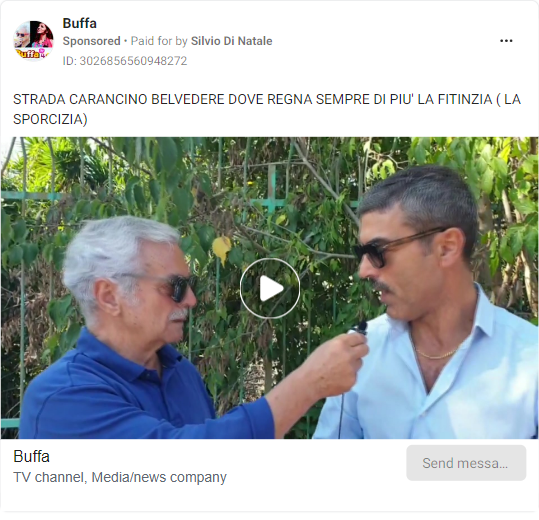 Buffa
Sponsored • Paid for by Silvio Di Natale
ID: 3026856560948272
STRADA CARANCINO BELVEDERE DOVE REGNA SEMPRE DI PIU' LA FITINZIA ( LA
SPORCIZIA)
Buffa
TV channel, Media/news company
Send messa...